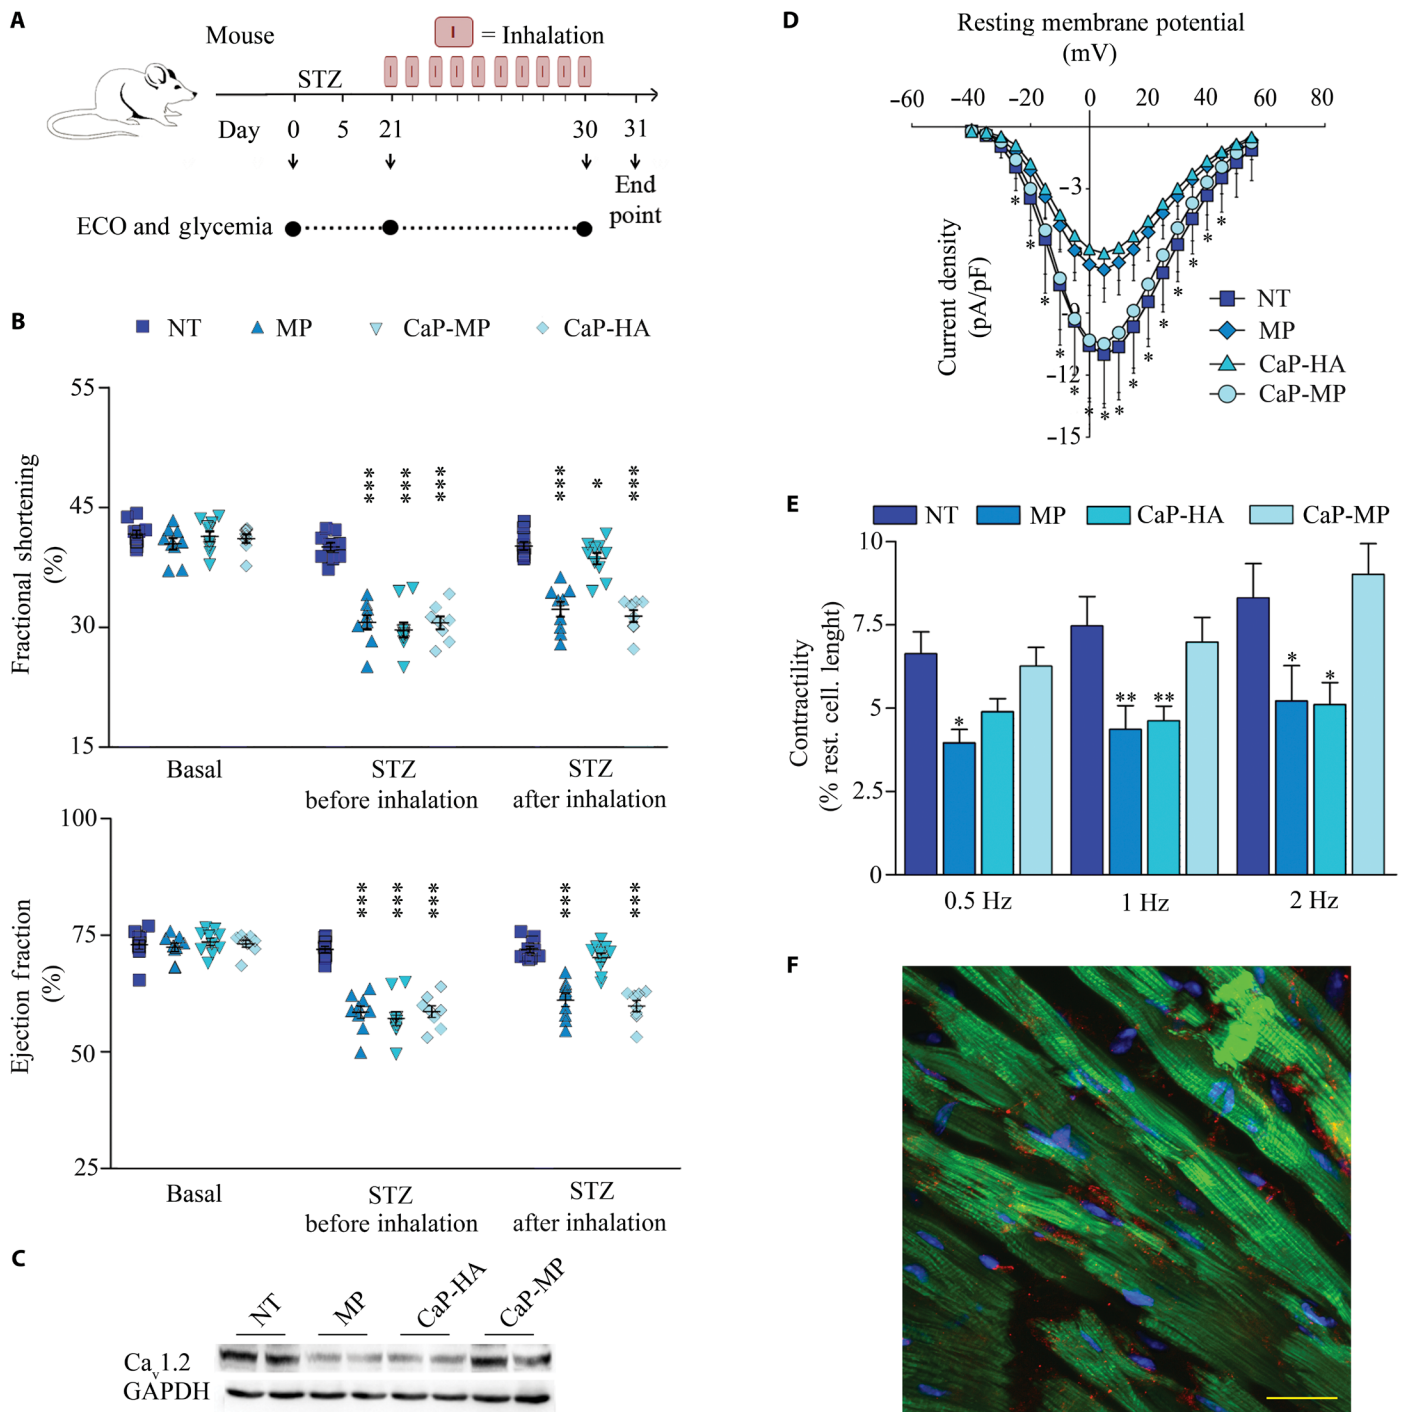 A
Mouse
I = Inhalation
STZ
I I I I I I I I I I
Day 0 5 21 30 31
End
point
ECO and glycemia
B
NT MP CaP-MP CaP-HA
Fractional shortening
(%)
55
45
30
15
*** *** *** *** * ***
Basal
STZ
before inhalation
STZ
after inhalation
Ejection fraction
(%)
100
75
50
25
*** *** *** *** ***
Basal
STZ
before inhalation
STZ
after inhalation
C
NT MP CaP-HA CaP-MP
Cav1.2
GAPDH
D
Resting membrane potential
(mV)
−60 −40 −20 0 20 40 60 80
−3
−9
−12
−15
Current density
(pA/pF)
* * * * * * * * * * * * * * * *
NT
MP
CaP-HA
CaP-MP
E
NT MP CaP-HA CaP-MP
Contractility
(% rest. cell. lenght)
10
7.5
5
2.5
0
* ** ** * *
0.5 Hz 1 Hz 2 Hz
F